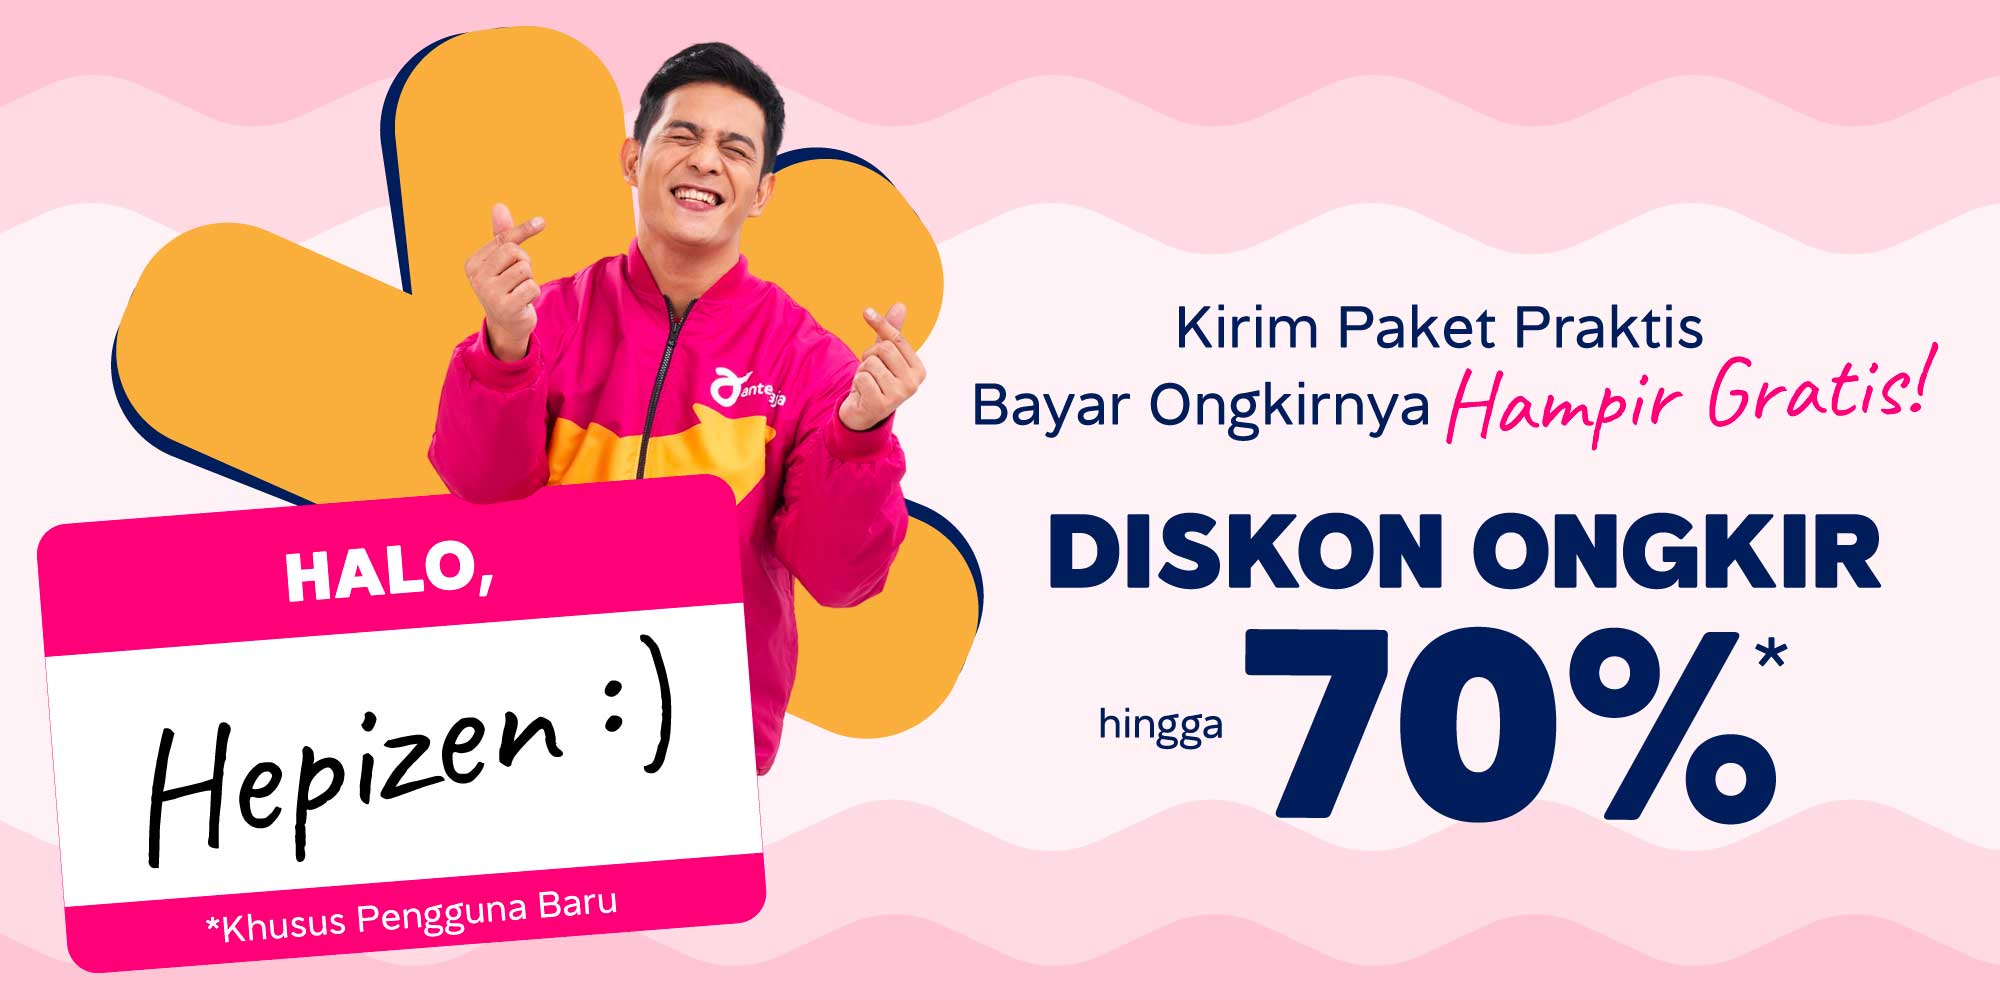 anteraja
HALO,
Hepizen :)
*Khusus Pengguna Baru
Kirim Paket Praktis
Bayar Ongkirnya Hampir Gratis!
DISKON ONGKIR
hingga 70%*